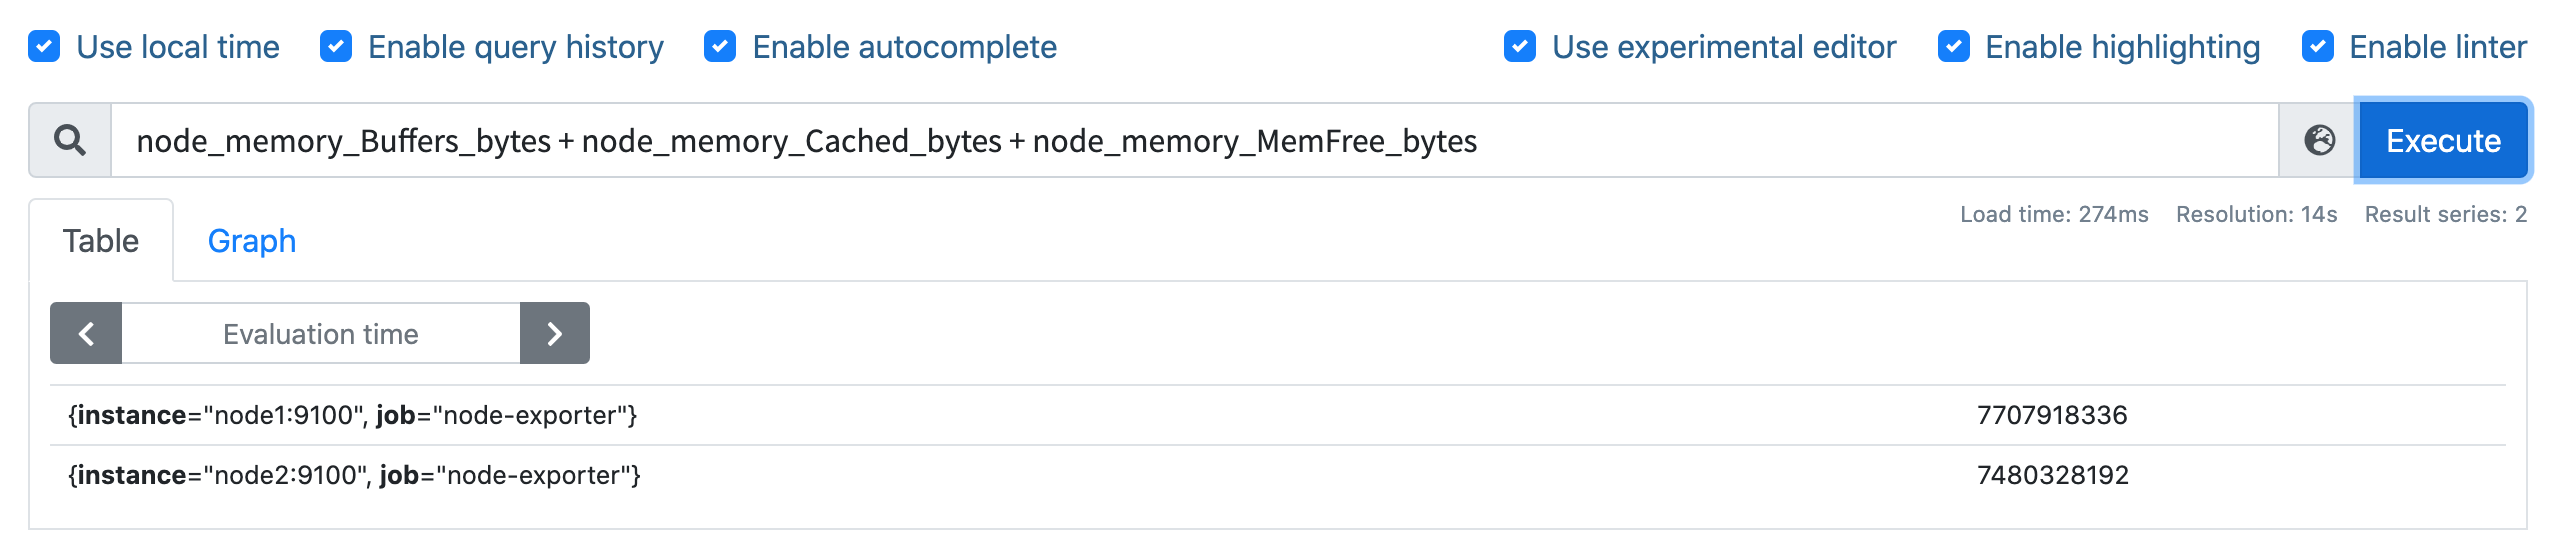 Use local time Enable query history Enable autocomplete Use experimental editor Enable highlighting Enable linter
node_memory_Buffers_bytes + node_memory_Cached_bytes + node_memory_MemFree_bytes Execute
Load time: 274ms Resolution: 14s Result series: 2
Table Graph
Evaluation time
{instance="node1:9100", job="node-exporter"} 7707918336
{instance="node2:9100", job="node-exporter"} 7480328192